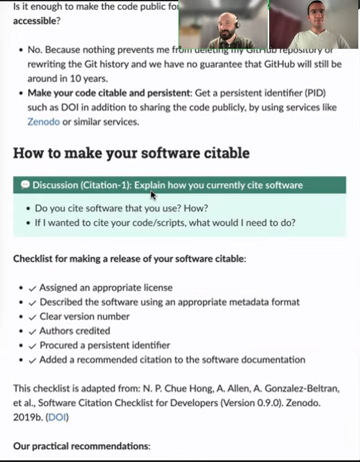 Is it enough to make the code public for
accessible?
No. Because nothing prevents me from deleting my GitHub repository or
rewriting the Git history and we have no guarantee that GitHub will still be
around in 10 years.
Make your code citable and persistent: Get a persistent identifier (PID)
such as DOI in addition to sharing the code publicly, by using services like
Zenodo or similar services.
How to make your software citable
Discussion (Citation-1): Explain how you currently cite software
Do you cite software that you use? How?
If I wanted to cite your code/scripts, what would I need to do?
Checklist for making a release of your software citable:
✓ Assigned an appropriate license
✓ Described the software using an appropriate metadata format
✓ Clear version number
✓ Authors credited
✓ Procured a persistent identifier
✓ Added a recommended citation to the software documentation
This checklist is adapted from: N. P. Chue Hong, A. Allen, A. Gonzalez-Beltran,
et al., Software Citation Checklist for Developers (Version 0.9.0). Zenodo.
2019b. (DOI)
Our practical recommendations: